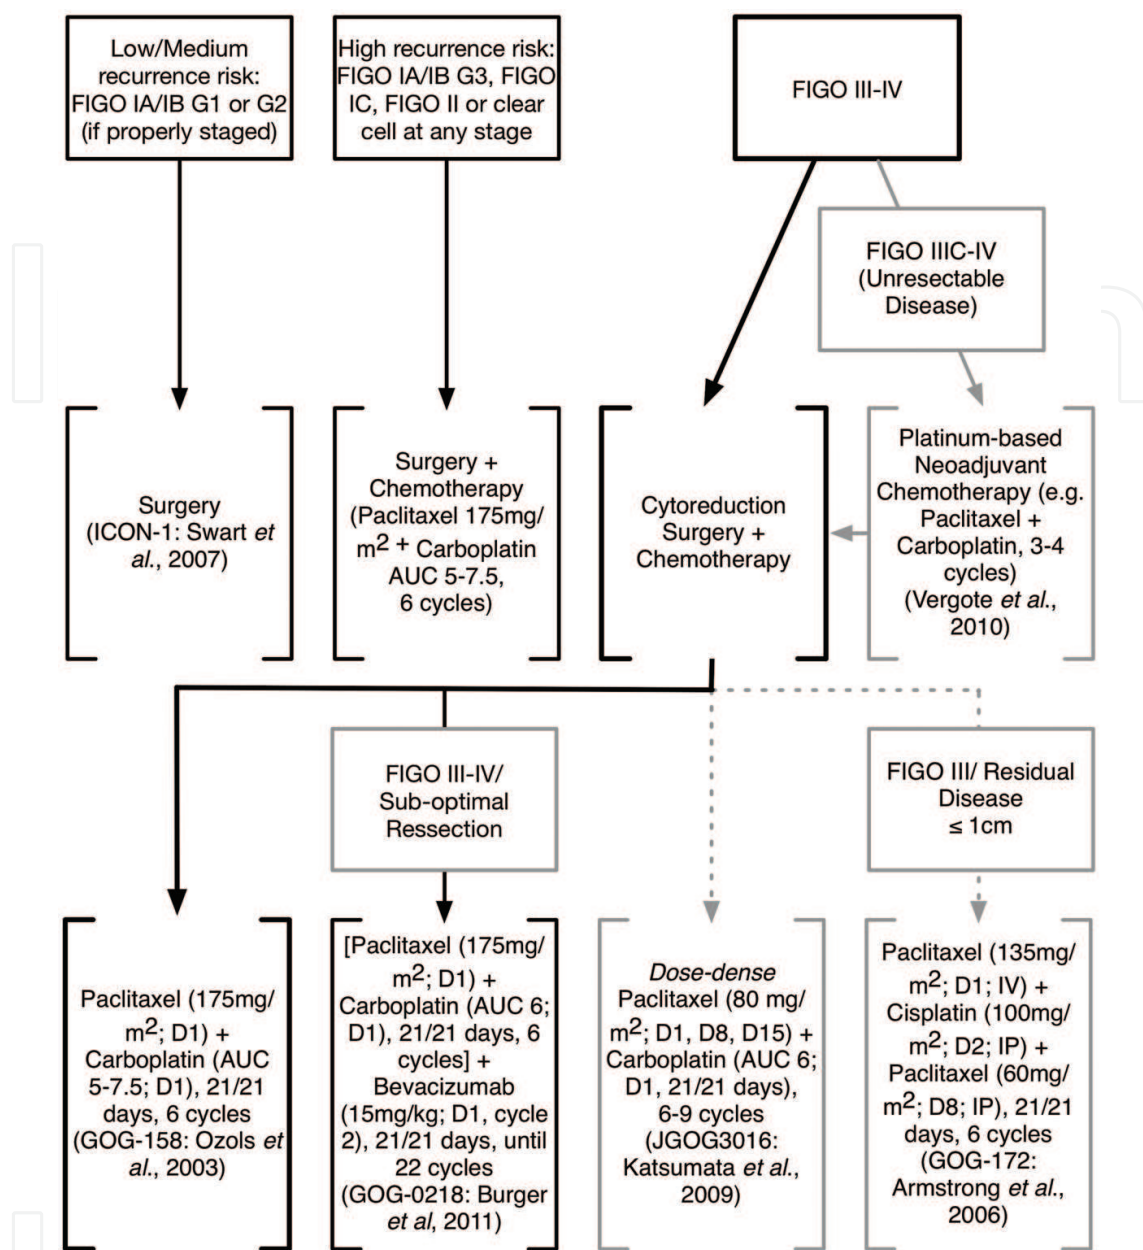 Low/Medium
recurrence risk:
FIGO IA/IB G1 or G2
(if properly staged)
High recurrence risk:
FIGO IA/IB G3, FIGO
IC, FIGO II or clear
cell at any stage
FIGO III-IV
FIGO IIIC-IV
(Unresectable
Disease)
Surgery
(ICON-1: Swart et
al., 2007)
Surgery +
Chemotherapy
(Paclitaxel 175mg/
m² + Carboplatin
AUC 5-7.5,
6 cycles)
Cytoreduction
Surgery +
Chemotherapy
Platinum-based
Neoadjuvant
Chemotherapy (e.g.
Paclitaxel +
Carboplatin, 3-4
cycles)
(Vergote et al.,
2010)
FIGO III-IV/
Sub-optimal
Ressection
FIGO III/ Residual
Disease
≤ 1cm
Paclitaxel (175mg/
m²; D1) +
Carboplatin (AUC
5-7.5; D1), 21/21
days, 6 cycles
(GOG-158: Ozols et
al., 2003)
[Paclitaxel (175mg/
m²; D1) +
Carboplatin (AUC 6;
D1), 21/21 days, 6
cycles] +
Bevacizumab
(15mg/kg; D1, cycle
2), 21/21 days, until
22 cycles
(GOG-0218: Burger
et al, 2011)
Dose-dense
Paclitaxel (80 mg/
m²; D1, D8, D15) +
Carboplatin (AUC 6;
D1, 21/21 days),
6-9 cycles
(JGOG3016:
Katsumata et al.,
2009)
Paclitaxel (135mg/
m²; D1; IV) +
Cisplatin (100mg/
m²; D2; IP) +
Paclitaxel (60mg/
m²; D8; IP), 21/21
days, 6 cycles
(GOG-172:
Armstrong et al.,
2006)